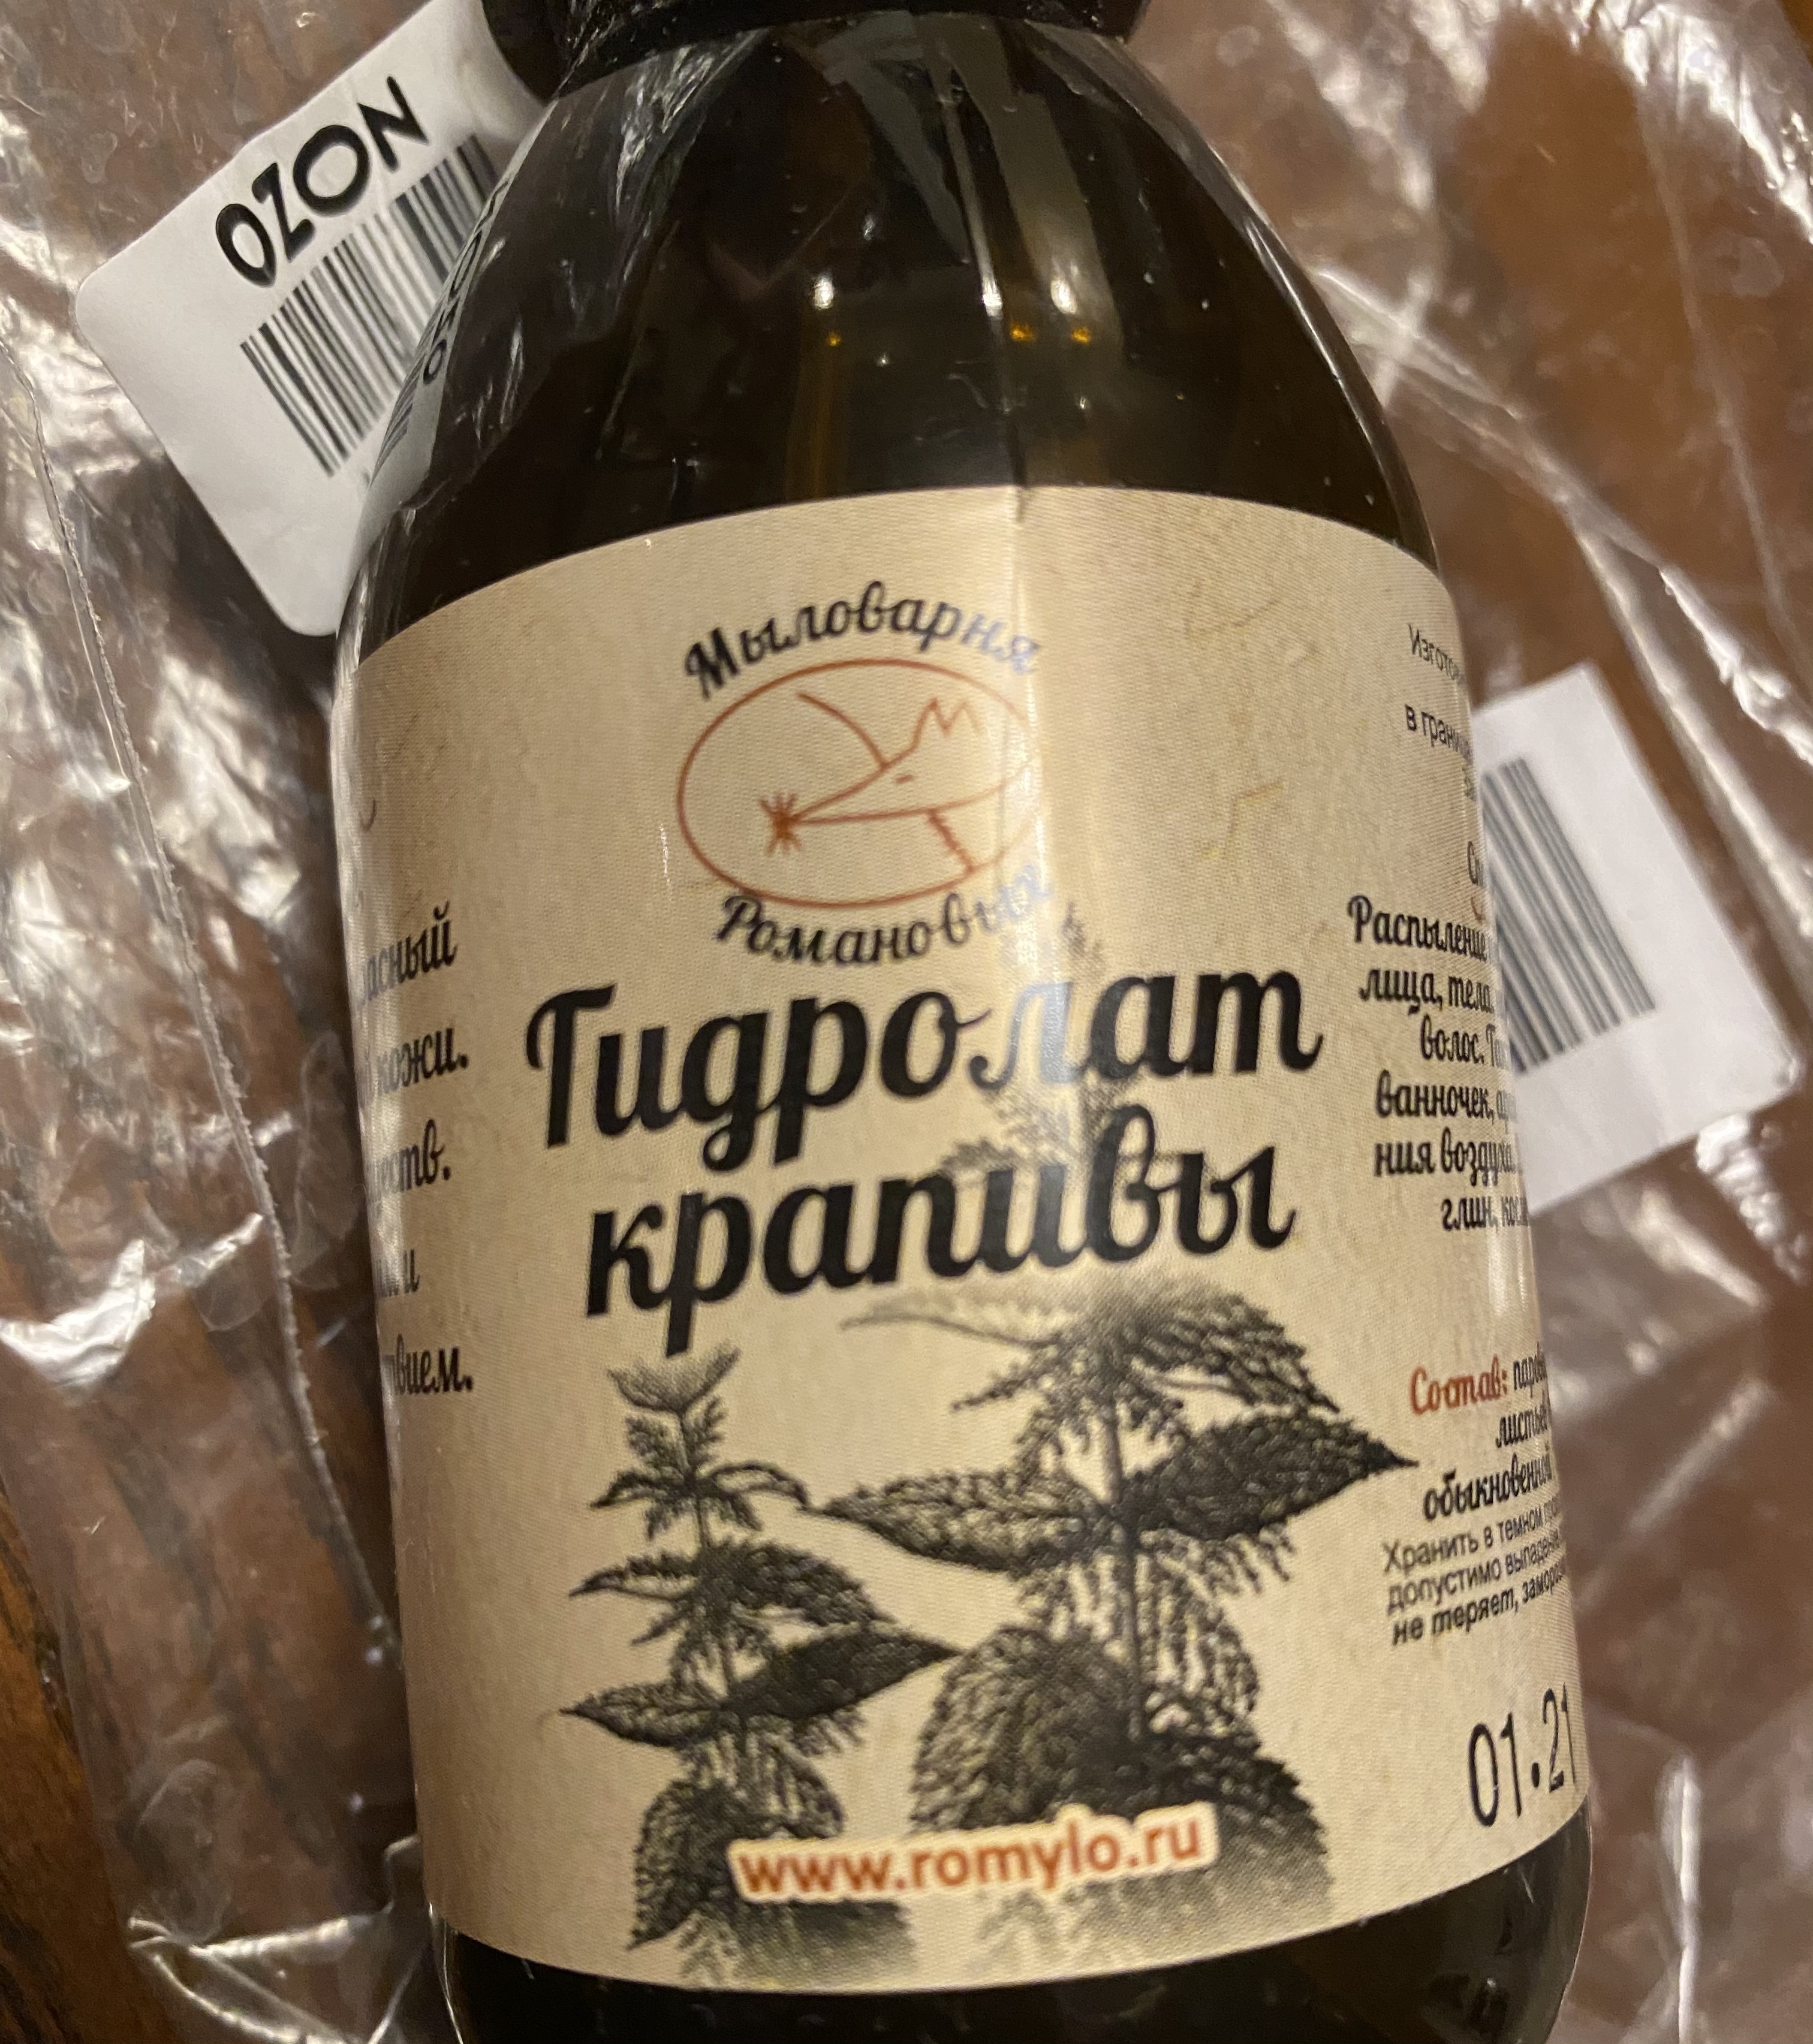 OZON
Мыловарня
Романовых
Гидролат
крапивы
кожи.
и
Распыление
лица, тела,
волос.
ванночек,
ния воздуха,
глин,
Состав:
листьев
обыкновенной
Хранить в темном
допустимо
не теряет,
01.21
www.romylo.ru